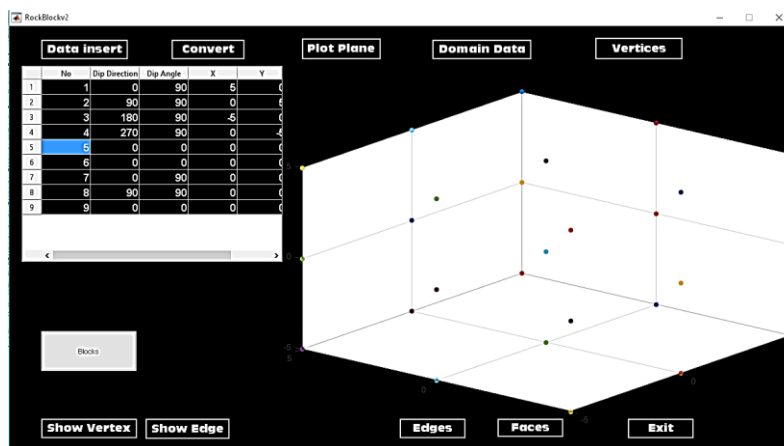 RockBlockv2
Data insert Convert Plot Plane Domain Data Vertices
No Dip Direction Dip Angle X Y
1 1 0 90 5 0
2 2 90 90 0 5
3 3 180 90 -5 0
4 4 270 90 0 -5
5 5 0 0 0 0
6 6 0 0 0 0
7 7 0 90 0 0
8 8 90 90 0 0
9 9 0 0 0 0
5
0
-5
5
0
-5
0
Blocks
Show Vertex Show Edge Edges Faces Exit